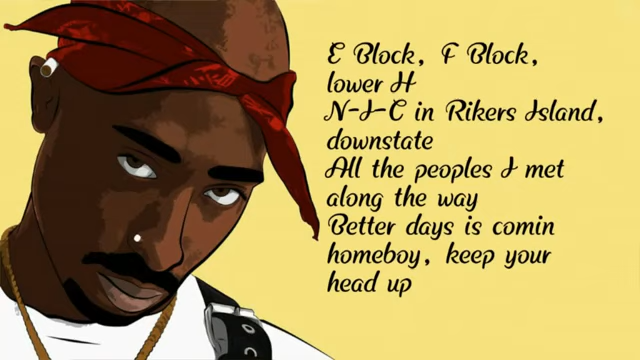 E Block, F Block,
lower H
N-I-C in Rikers Island,
downstate
All the peoples I met
along the way
Better days is comin
homeboy, keep your
head up